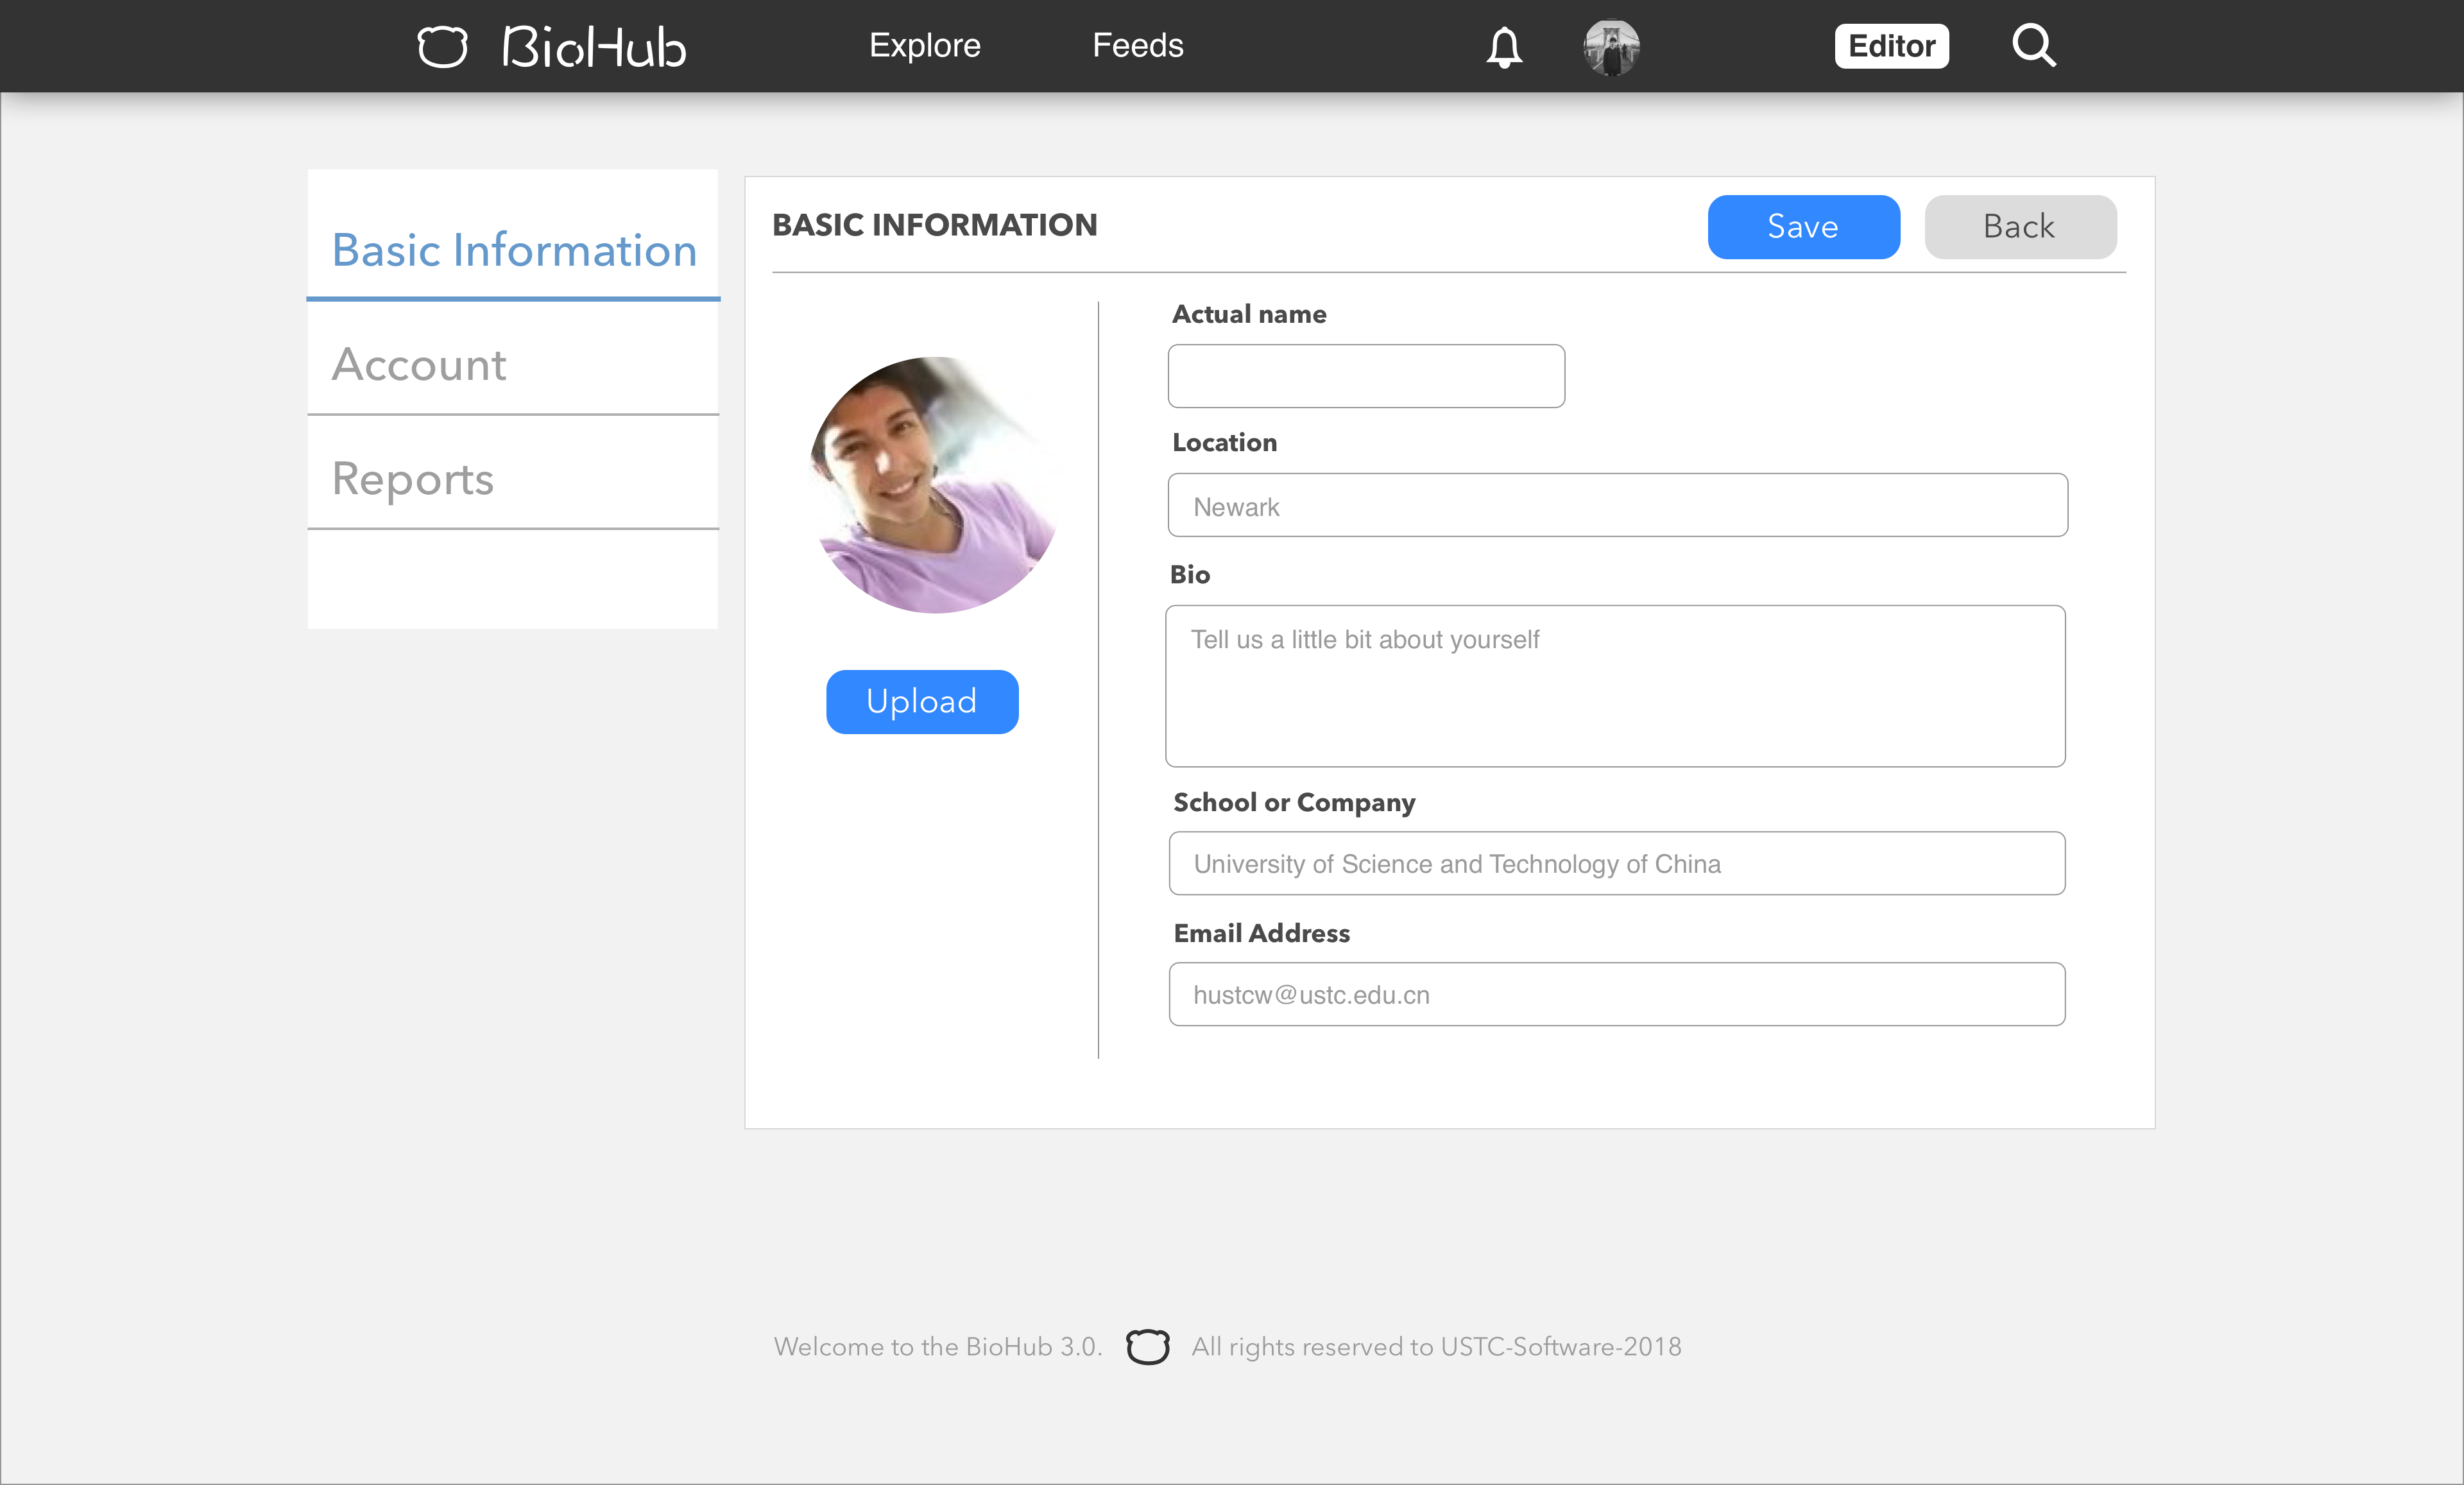 BioHub
Explore
Feeds
Editor
Basic Information
Account
Reports
BASIC INFORMATION
Save
Back
Upload
Actual name
Location
Newark
Bio
Tell us a little bit about yourself
School or Company
University of Science and Technology of China
Email Address
hustcw@ustc.edu.cn
Welcome to the BioHub 3.0.
All rights reserved to USTC-Software-2018